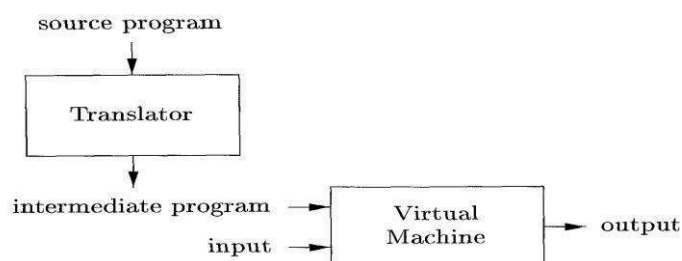 source program
Translator
intermediate program
input
Virtual
Machine
output